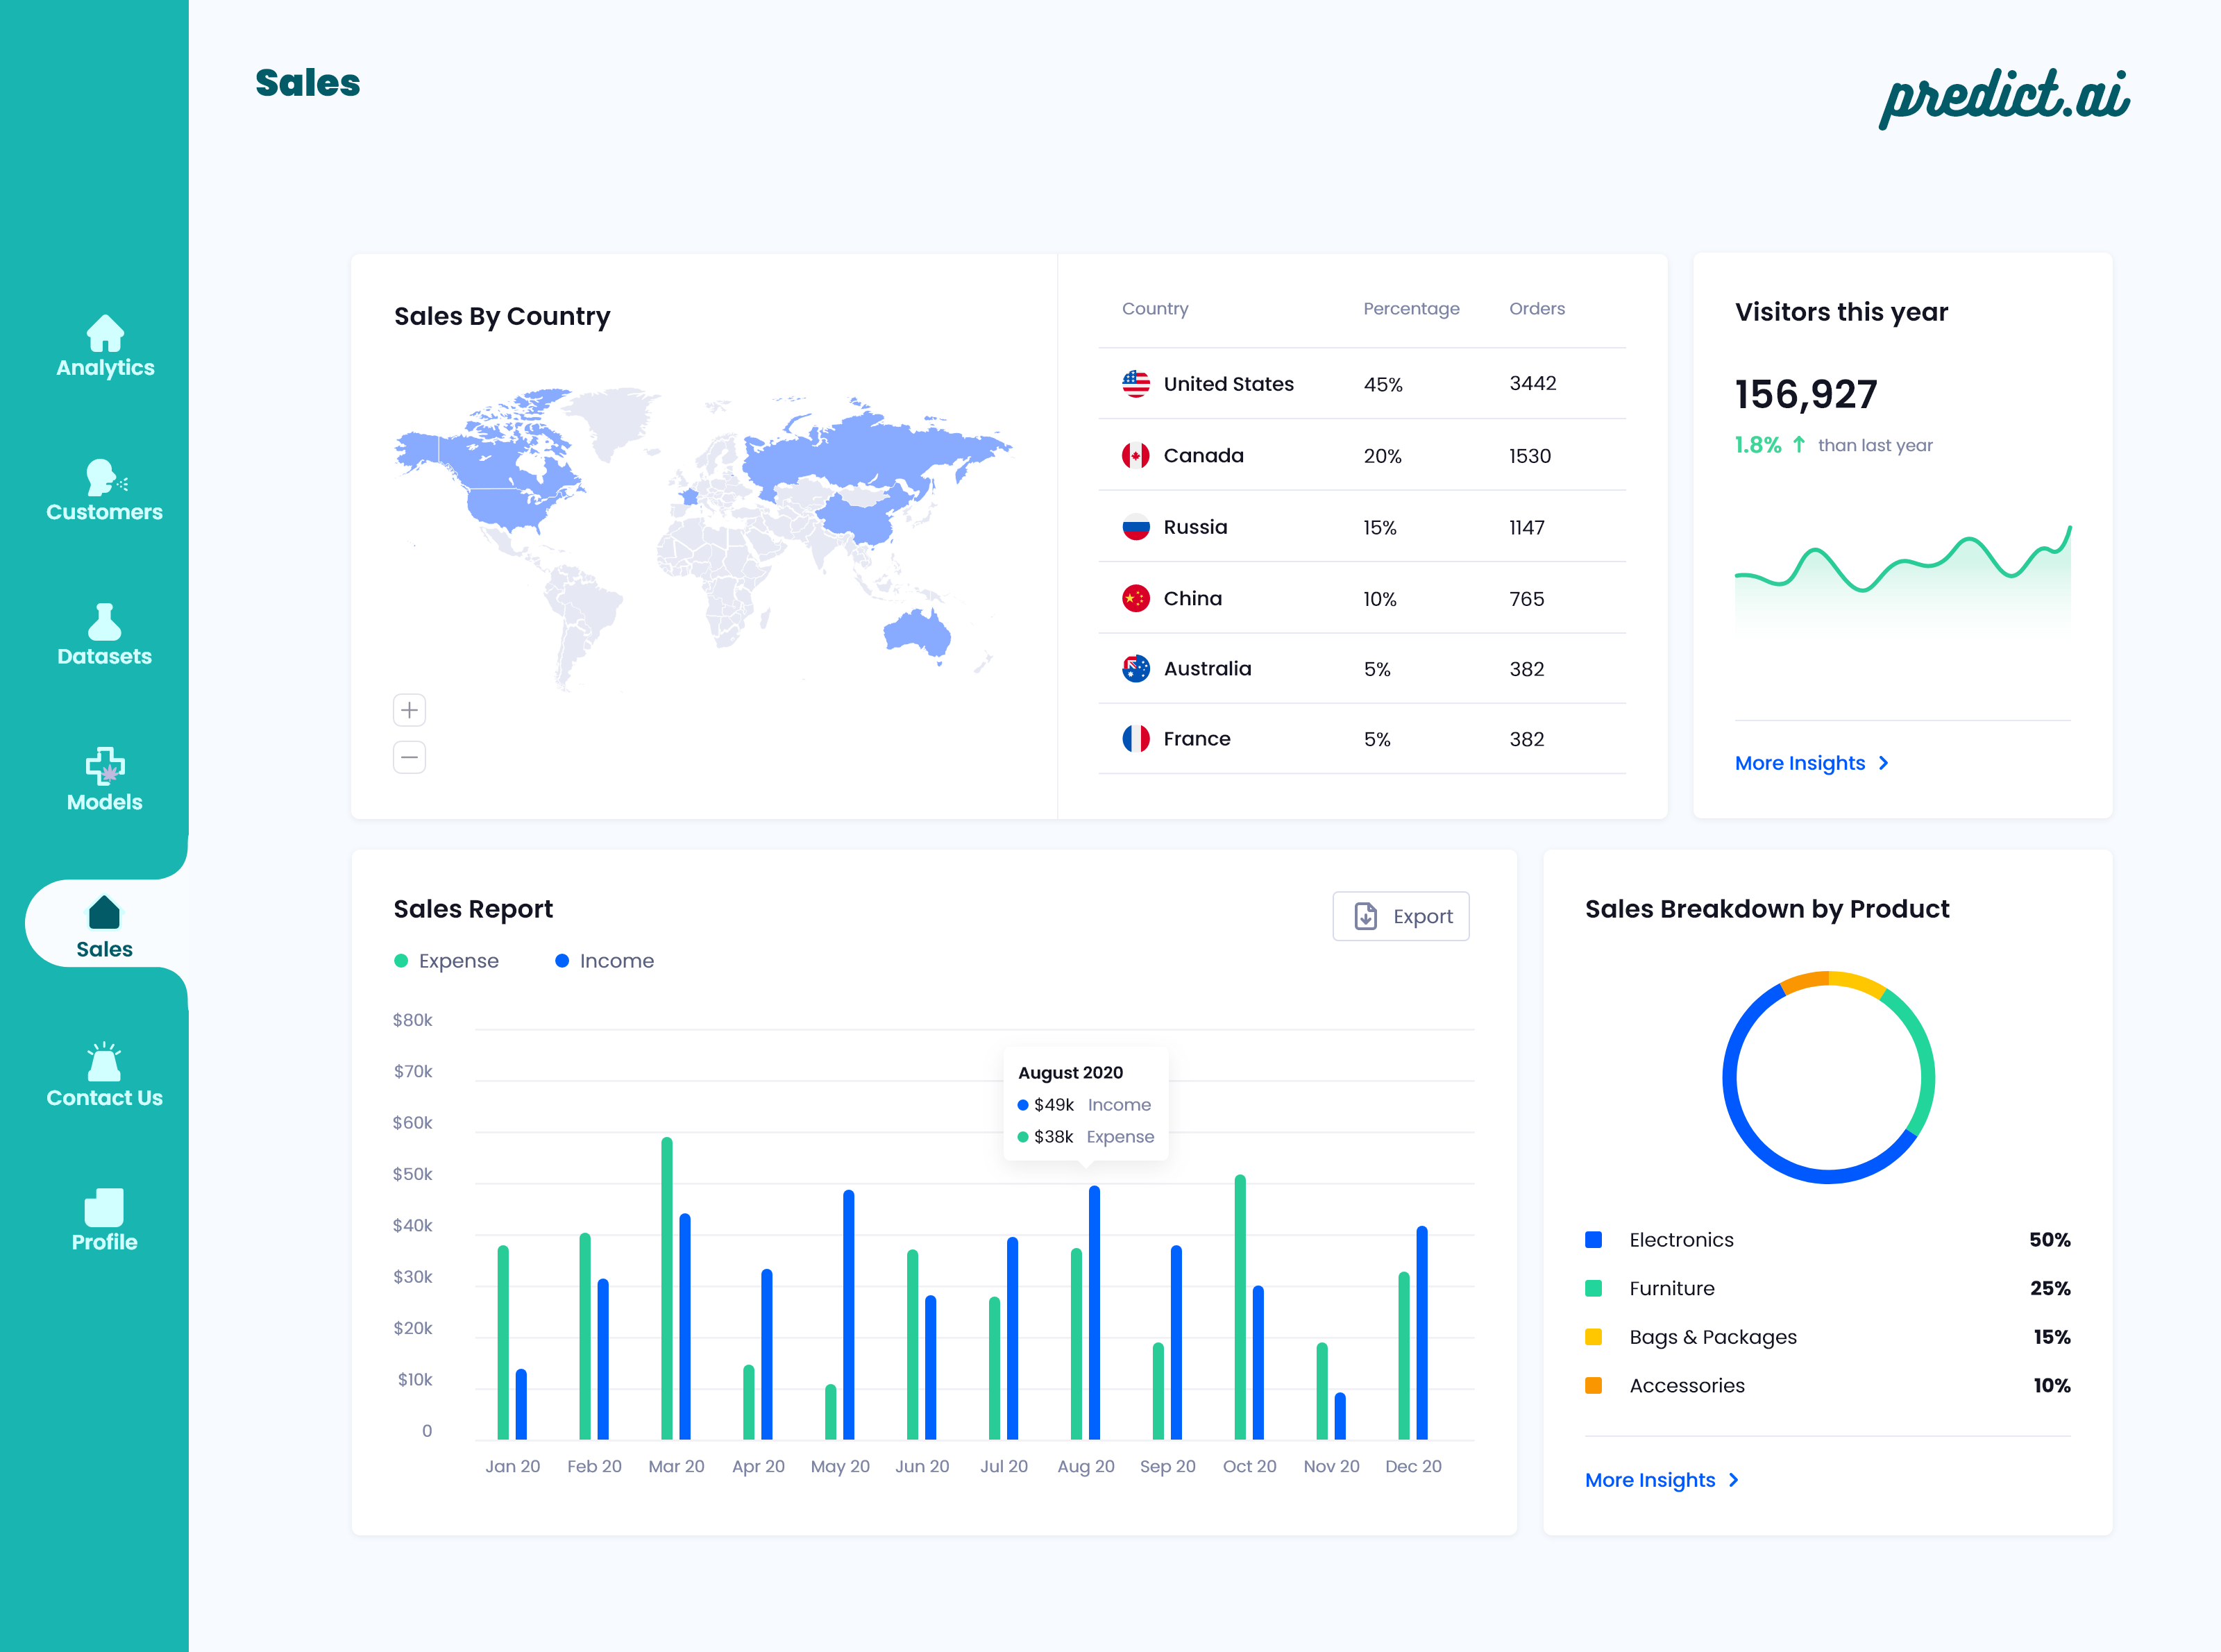 Sales
predict.ai
Analytics
Customers
Datasets
Models
Sales
Contact Us
Profile
Sales By Country
Country Percentage Orders
United States 45% 3442
Canada 20% 1530
Russia 15% 1147
China 10% 765
Australia 5% 382
France 5% 382
Visitors this year
156,927
1.8% ↑ than last year
More Insights
Sales Report
Export
Expense Income
$80k
$70k
$60k
$50k
$40k
$30k
$20k
$10k
0
August 2020
$49k Income
$38k Expense
Jan 20 Feb 20 Mar 20 Apr 20 May 20 Jun 20 Jul 20 Aug 20 Sep 20 Oct 20 Nov 20 Dec 20
Sales Breakdown by Product
Electronics 50%
Furniture 25%
Bags & Packages 15%
Accessories 10%
More Insights